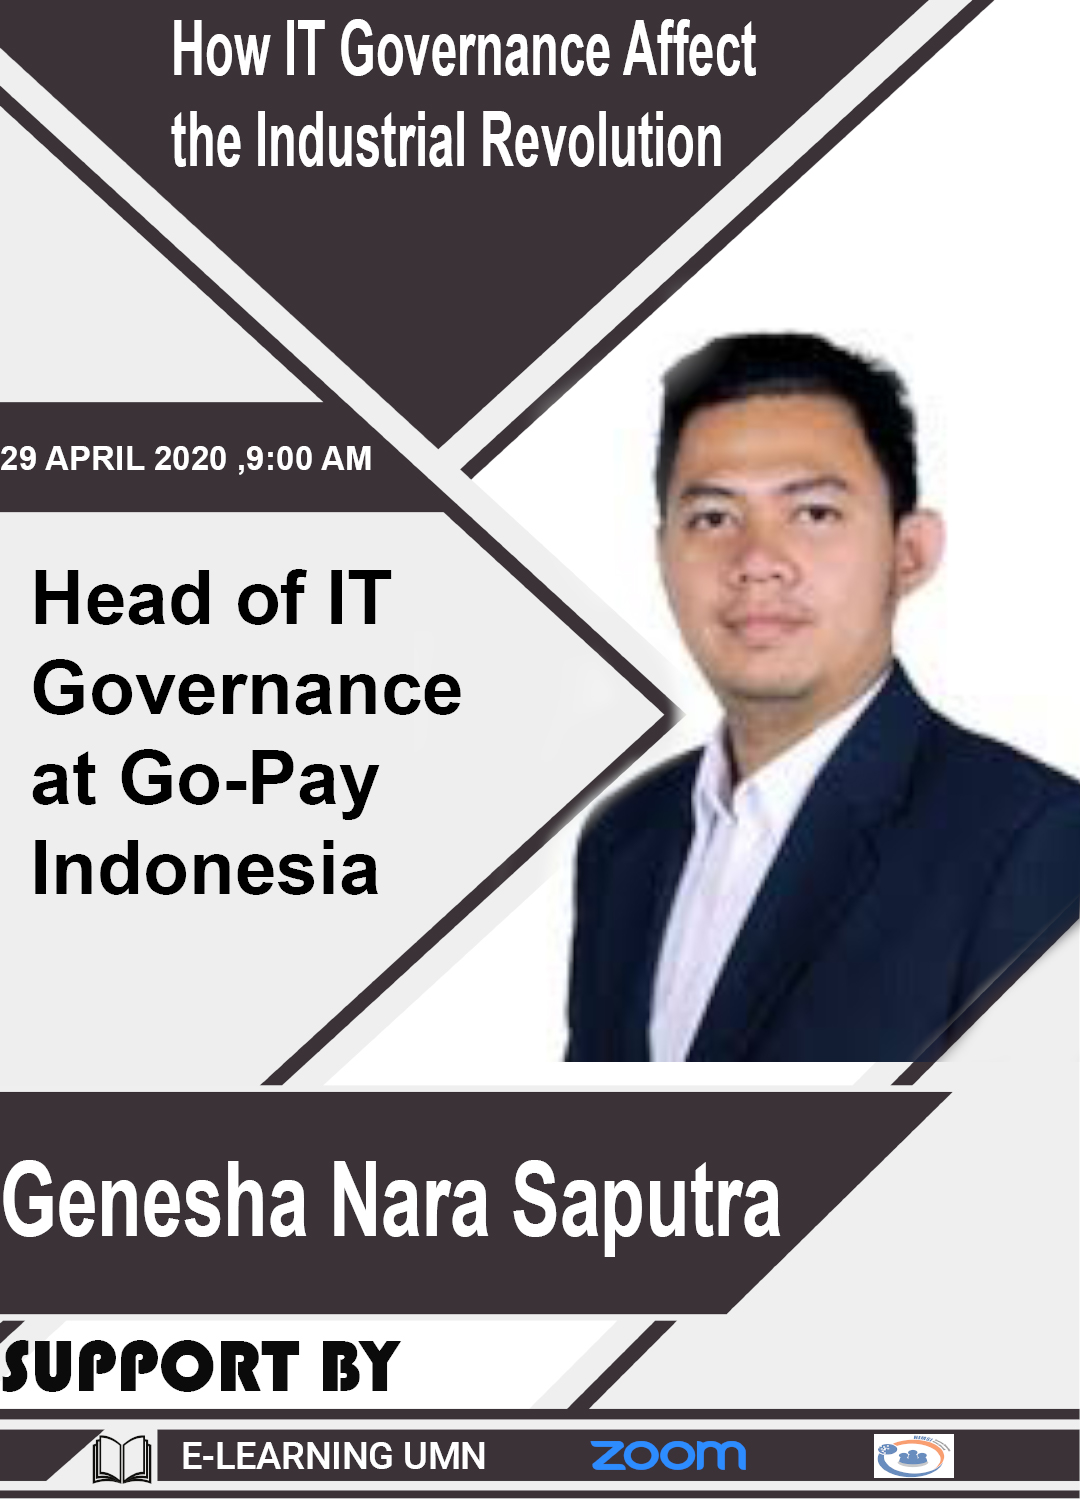 How IT Governance Affect
the Industrial Revolution
29 APRIL 2020 ,9:00 AM
Head of IT
Governance
at Go-Pay
Indonesia
Genesha Nara Saputra
SUPPORT BY
E-LEARNING UMN
zoom